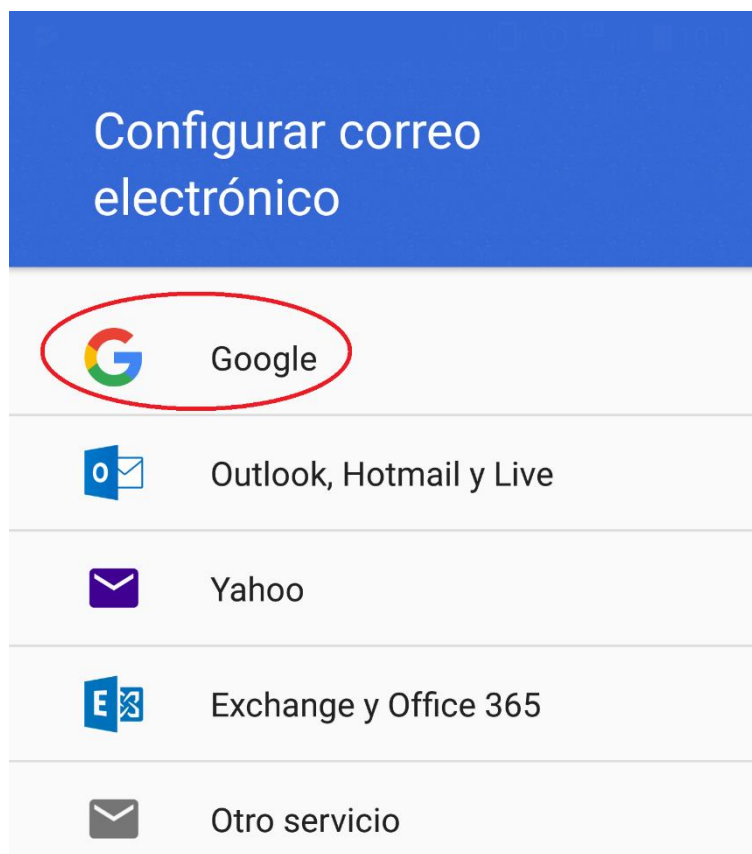 Configurar correo
electrónico
Google
Outlook, Hotmail y Live
Yahoo
Exchange y Office 365
Otro servicio